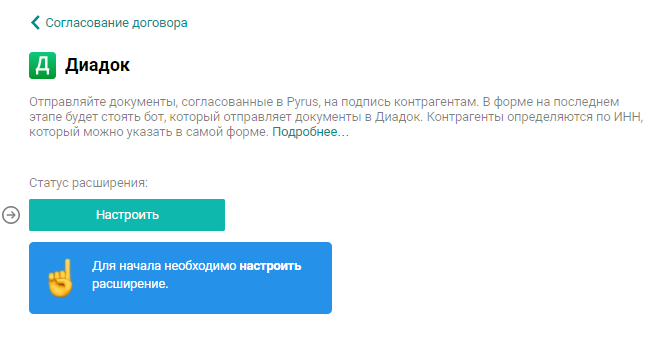 Согласование договора
Д Диадок
Отправляйте документы, согласованные в Pyrus, на подпись контрагентам. В форме на последнем
этапе будет стоять бот, который отправляет документы в Диадок. Контрагенты определяются по ИНН,
который можно указать в самой форме. Подробнее…
Статус расширения:
Настроить
Для начала необходимо настроить
расширение.